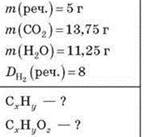 m(реч.) = 5 г
m(CO₂) = 13,75 г
m(H₂O) = 11,25 г
D_H₂ (реч.) = 8
CₓHᵧ — ?
CₓHᵧO_z — ?